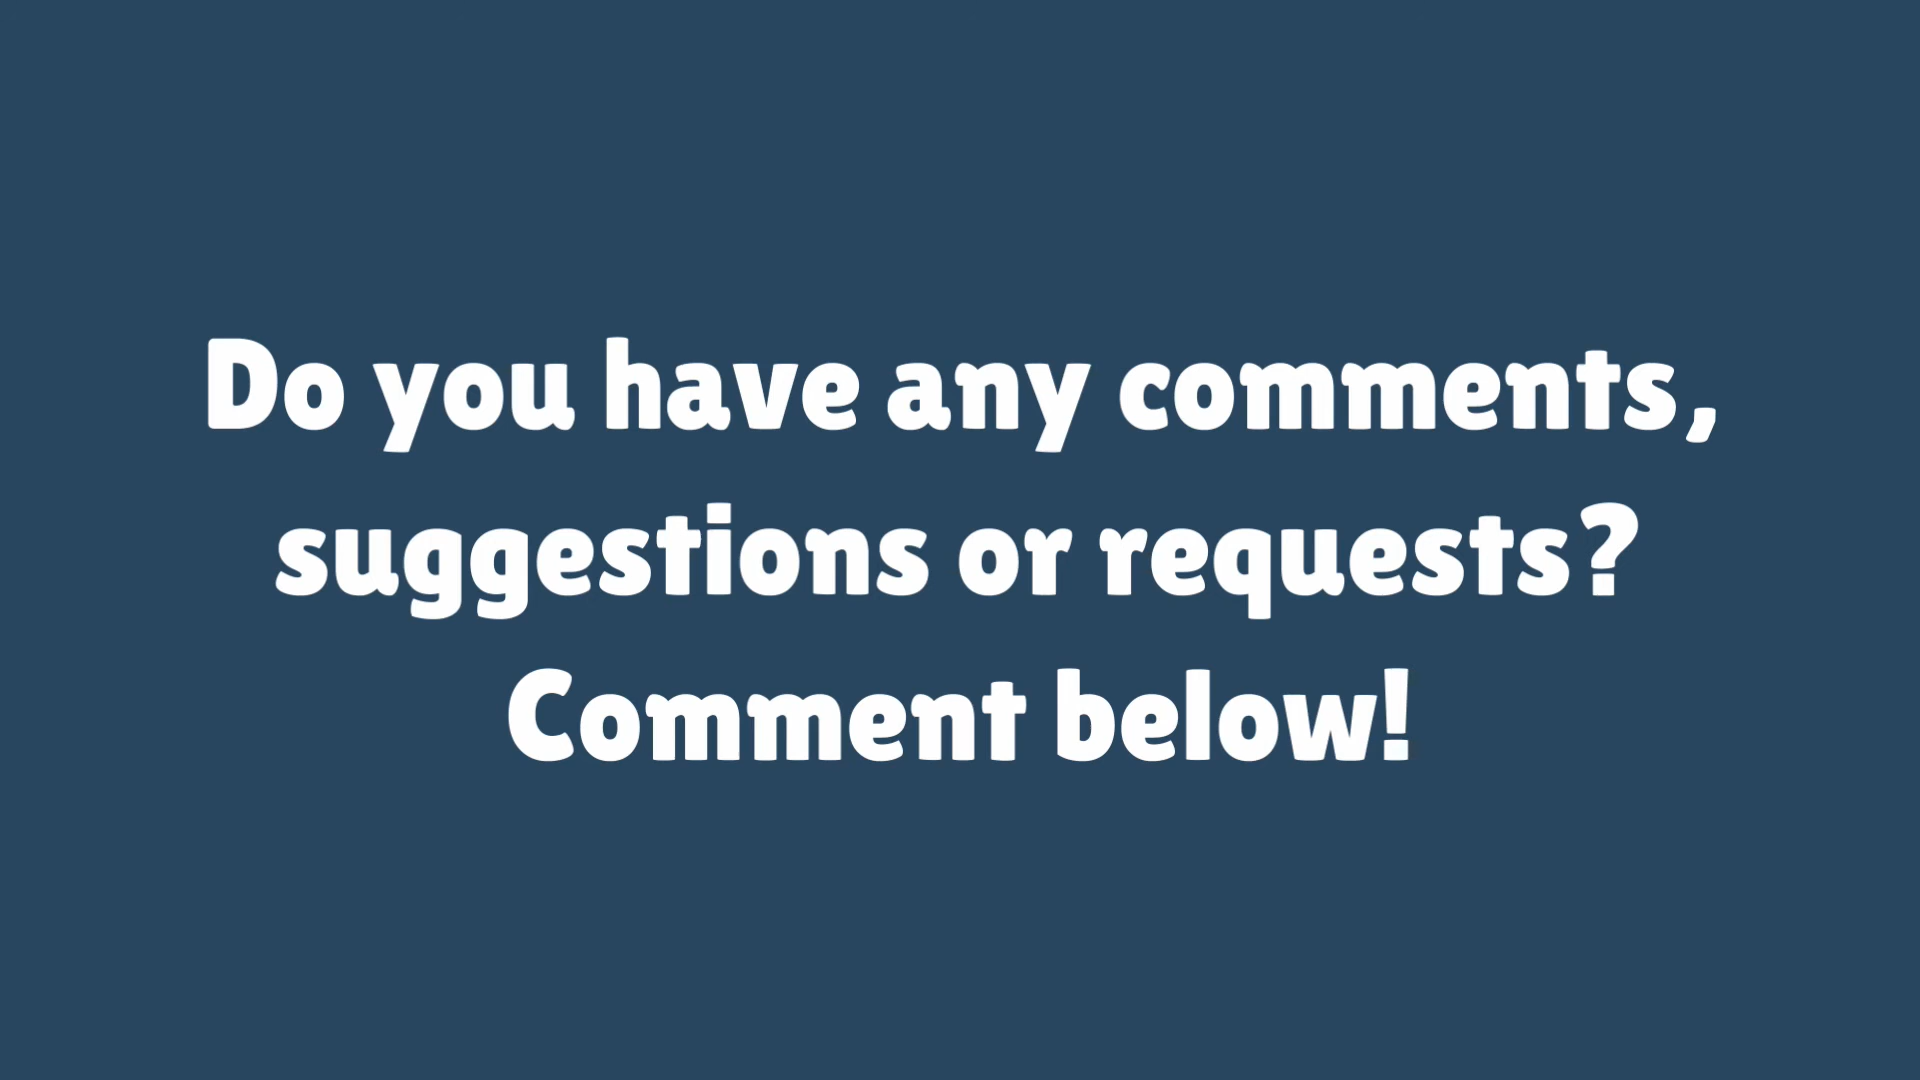 Do you have any comments,
suggestions or requests?
Comment below!